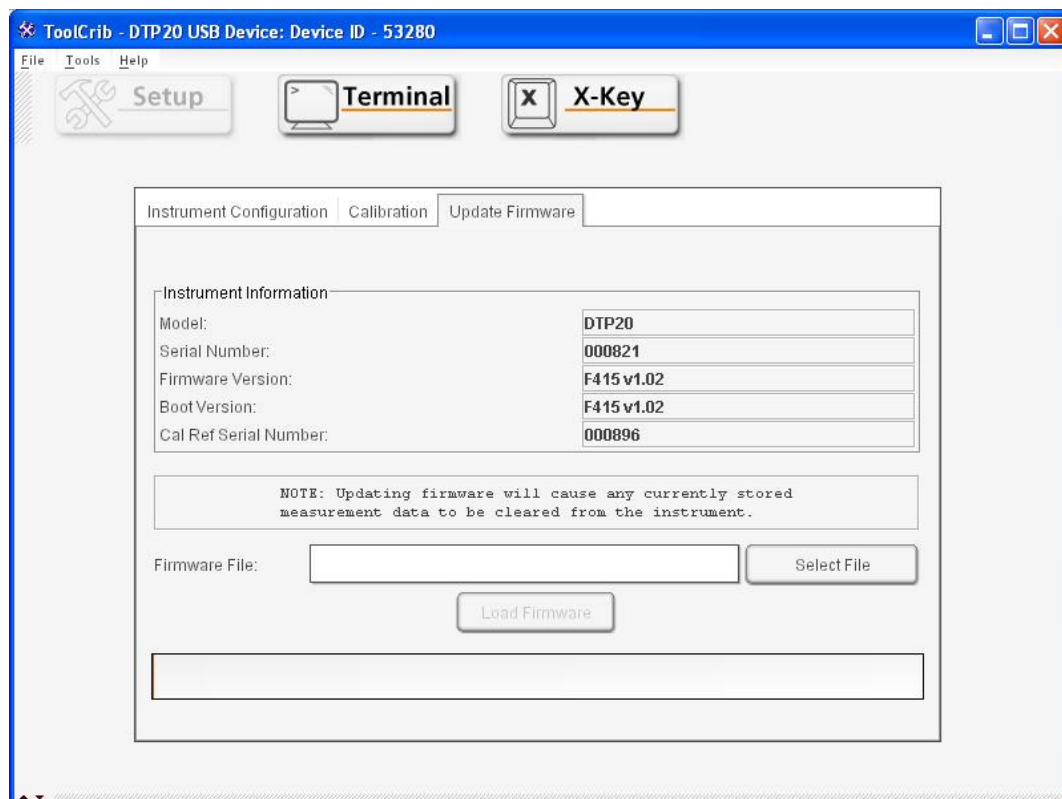 ToolCrib - DTP20 USB Device: Device ID - 53280
File Tools Help
Setup
> Terminal
X X-Key
Instrument Configuration Calibration Update Firmware
Instrument Information
Model: DTP20
Serial Number: 000821
Firmware Version: F415 v1.02
Boot Version: F415 v1.02
Cal Ref Serial Number: 000896
NOTE: Updating firmware will cause any currently stored
measurement data to be cleared from the instrument.
Firmware File: Select File
Load Firmware